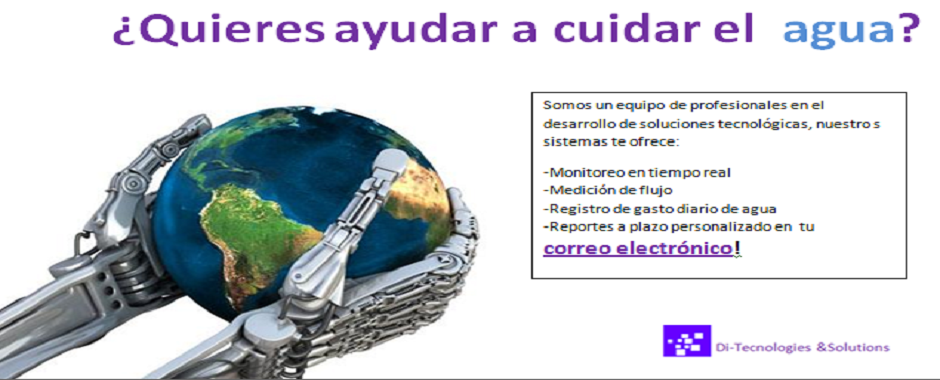 ¿Quieres ayudar a cuidar el agua?
Somos un equipo de profesionales en el
desarrollo de soluciones tecnológicas, nuestro s
sistemas te ofrece:
-Monitoreo en tiempo real
-Medición de flujo
-Registro de gasto diario de agua
-Reportes a plazo personalizado en tu
correo electrónico!
Di-Tecnologies &Solutions